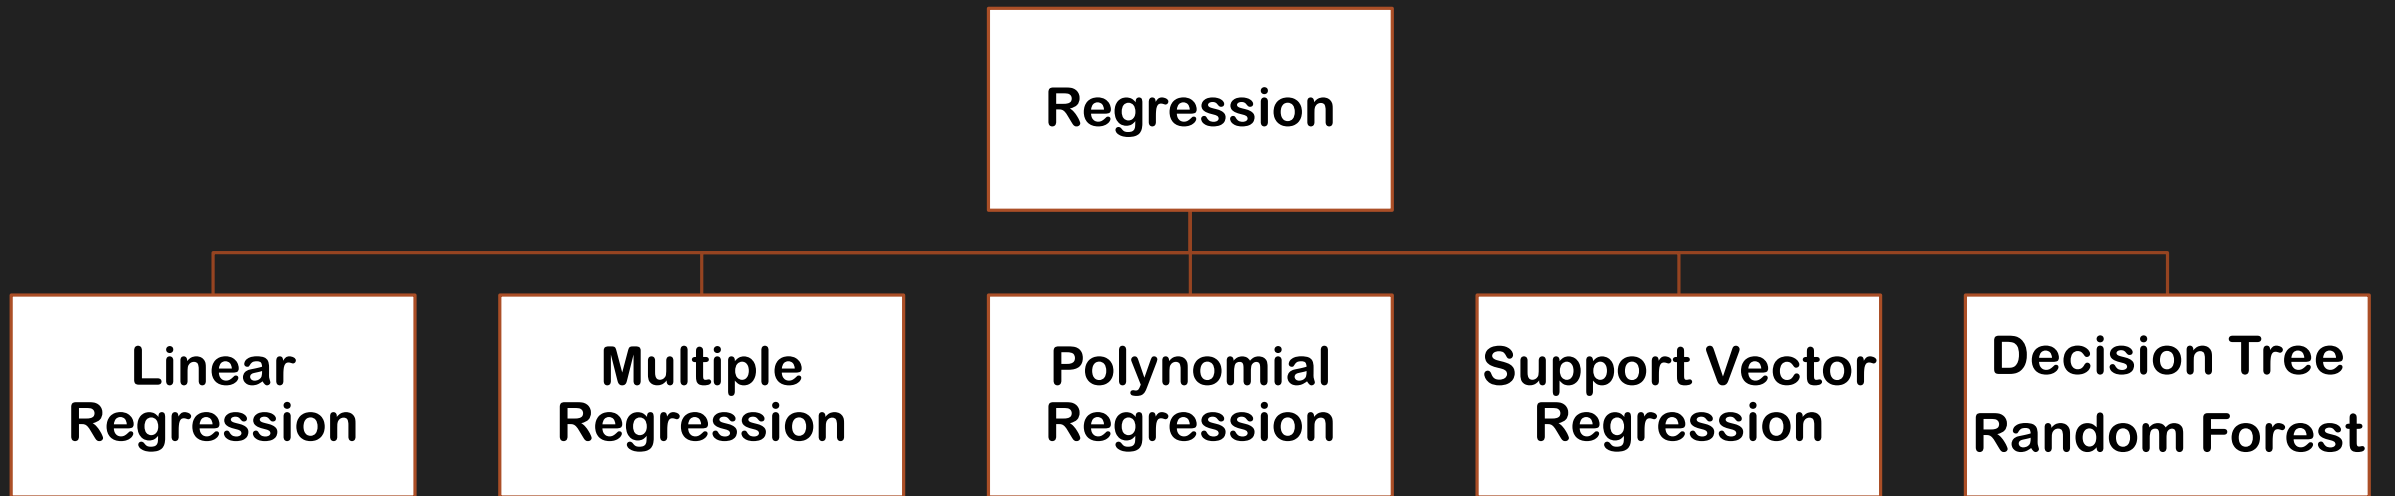 Regression
Linear
Regression
Multiple
Regression
Polynomial
Regression
Support Vector
Regression
Decision Tree
Random Forest